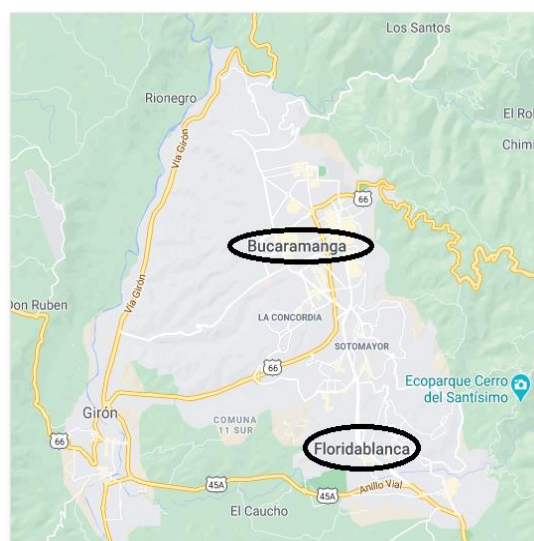 Los Santos
Rionegro
El Rol
Chimi
Vía Girón
66
Bucaramanga
Vía Girón
Don Ruben
LA CONCORDIA
SOTOMAYOR
66
Ecoparque Cerro
del Santísimo
Girón
COMUNA
11 SUR
66
Floridablanca
45A
45A
Anillo Vial
El Caucho